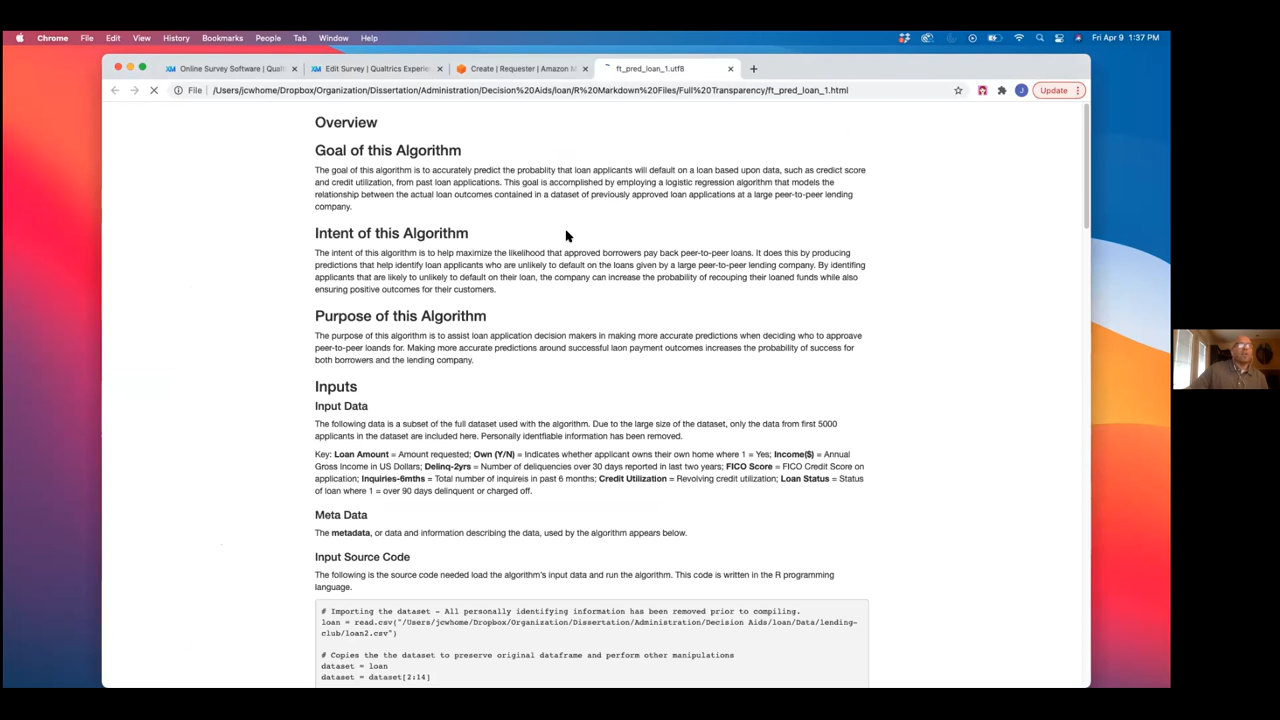 Chrome File Edit View History Bookmarks People Tab Window Help Fri Apr 9 1:37 PM
Online Survey Software | Qualt Edit Survey | Qualtrics Experie Create | Requester | Amazon M ft_pred_loan_1.utf8
File /Users/jcwhome/Dropbox/Organization/Dissertation/Administration/Decision%20Aids/loan/R%20Markdown%20Files/Full%20Transparency/ft_pred_loan_1.html J Update
Overview
Goal of this Algorithm
The goal of this algorithm is to accurately predict the probablity that loan applicants will default on a loan based upon data, such as credict score
and credit utilization, from past loan applications. This goal is accomplished by employing a logistic regression algorithm that models the
relationship between the actual loan outcomes contained in a dataset of previously approved loan applications at a large peer-to-peer lending
company.
Intent of this Algorithm
The intent of this algorithm is to help maximize the likelihood that approved borrowers pay back peer-to-peer loans. It does this by producing
predictions that help identify loan applicants who are unlikely to default on the loans given by a large peer-to-peer lending company. By identifing
applicants that are likely to unlikely to default on their loan, the company can increase the probability of recouping their loaned funds while also
ensuring positive outcomes for their customers.
Purpose of this Algorithm
The purpose of this algorithm is to assist loan application decision makers in making more accurate predictions when deciding who to approave
peer-to-peer loands for. Making more accurate predictions around successful laon payment outcomes increases the probability of success for
both borrowers and the lending company.
Inputs
Input Data
The following data is a subset of the full dataset used with the algorithm. Due to the large size of the dataset, only the data from first 5000
applicants in the dataset are included here. Personally identfiable information has been removed.
Key: Loan Amount = Amount requested; Own (Y/N) = Indicates whether applicant owns their own home where 1 = Yes; Income($) = Annual
Gross Income in US Dollars; Delinq-2yrs = Number of deliquencies over 30 days reported in last two years; FICO Score = FICO Credit Score on
application; Inquiries-6mths = Total number of inquireis in past 6 months; Credit Utilization = Revolving credit utilization; Loan Status = Status
of loan where 1 = over 90 days delinquent or charged off.
Meta Data
The metadata, or data and information describing the data, used by the algorithm appears below.
Input Source Code
The following is the source code needed load the algorithm's input data and run the algorithm. This code is written in the R programming
language.
# Importing the dataset - All personally identifying information has been removed prior to compiling.
loan = read.csv("/Users/jcwhome/Dropbox/Organization/Dissertation/Administration/Decision Aids/loan/Data/lending-
club/loan2.csv")
# Copies the the dataset to preserve original dataframe and perform other manipulations
dataset = loan
dataset = dataset[2:14]